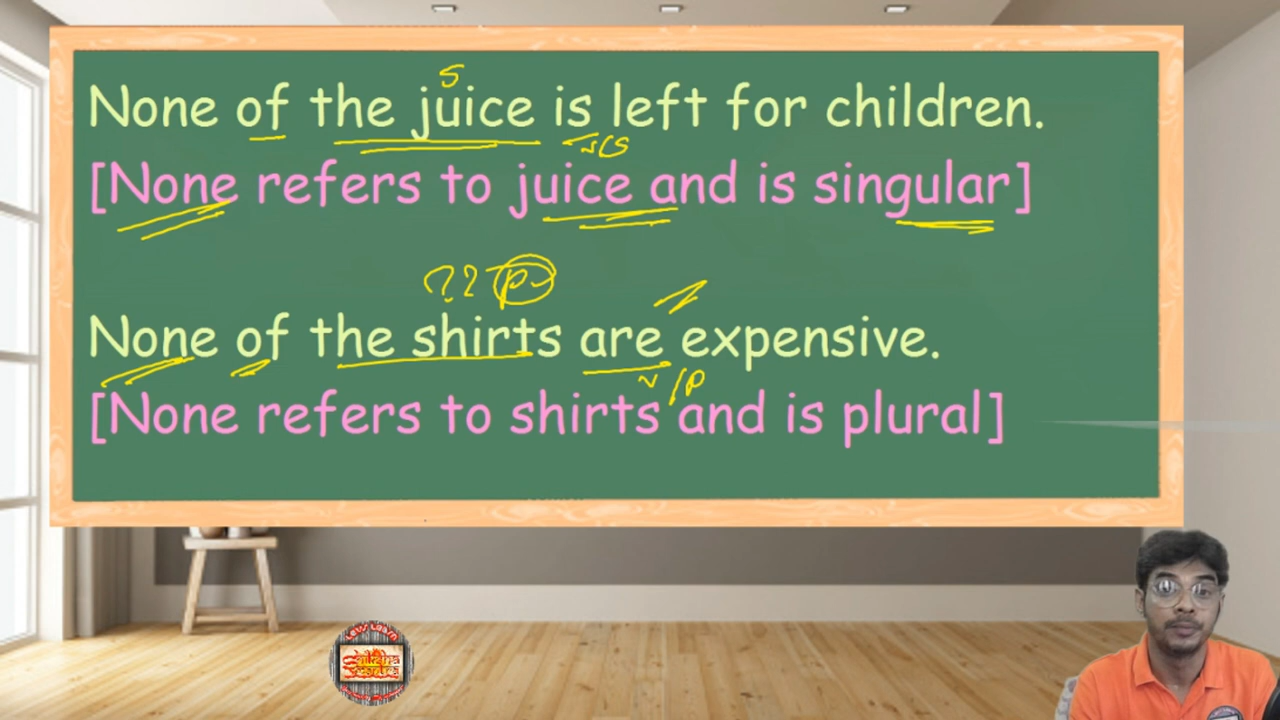 S
None of the juice is left for children.
v/S
[None refers to juice and is singular]
?? P
None of the shirts are expensive.
v/P
[None refers to shirts and is plural]